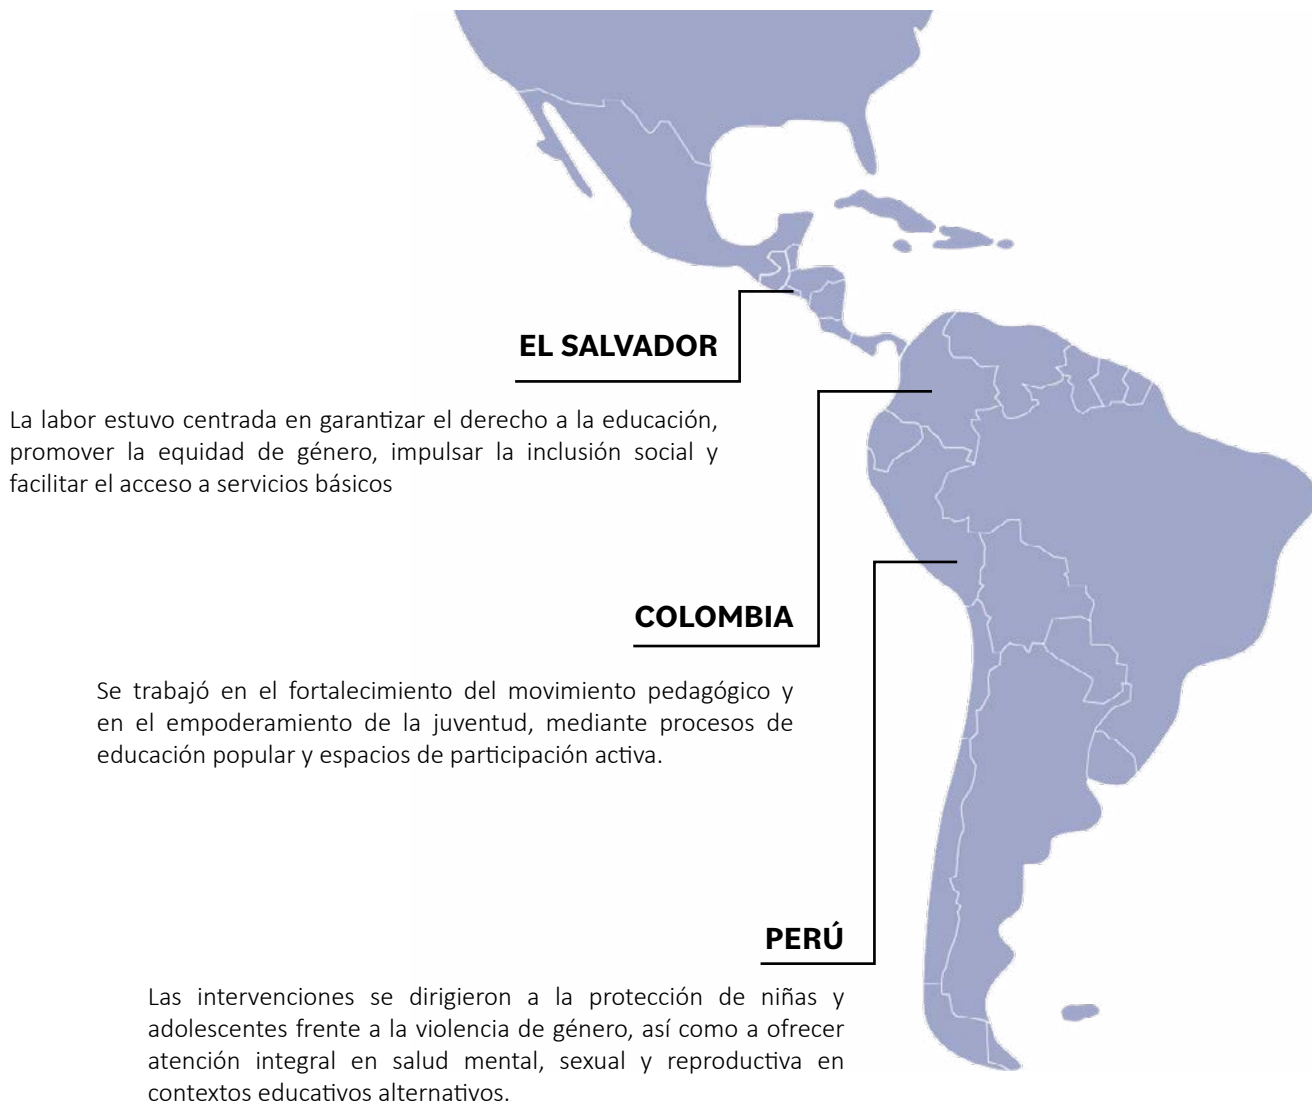 EL SALVADOR
La labor estuvo centrada en garantizar el derecho a la educación,
promover la equidad de género, impulsar la inclusión social y
facilitar el acceso a servicios básicos
COLOMBIA
Se trabajó en el fortalecimiento del movimiento pedagógico y
en el empoderamiento de la juventud, mediante procesos de
educación popular y espacios de participación activa.
PERÚ
Las intervenciones se dirigieron a la protección de niñas y
adolescentes frente a la violencia de género, así como a ofrecer
atención integral en salud mental, sexual y reproductiva en
contextos educativos alternativos.